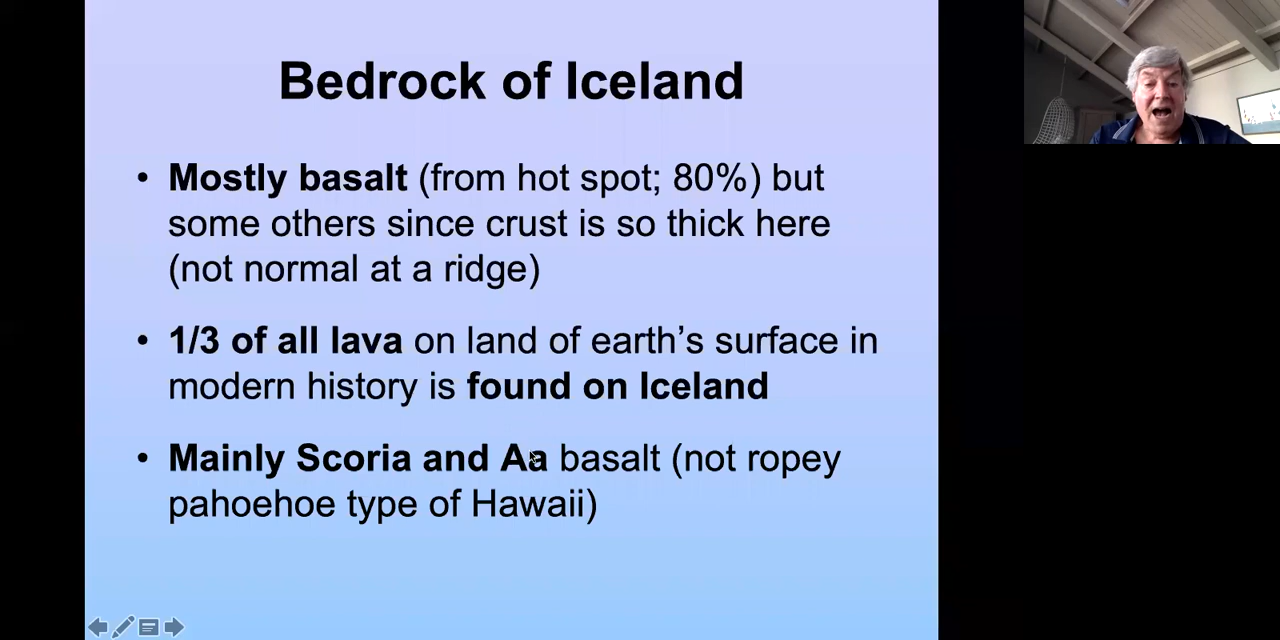 Bedrock of Iceland
• Mostly basalt (from hot spot; 80%) but
some others since crust is so thick here
(not normal at a ridge)
• 1/3 of all lava on land of earth’s surface in
modern history is found on Iceland
• Mainly Scoria and Aa basalt (not ropey
pahoehoe type of Hawaii)